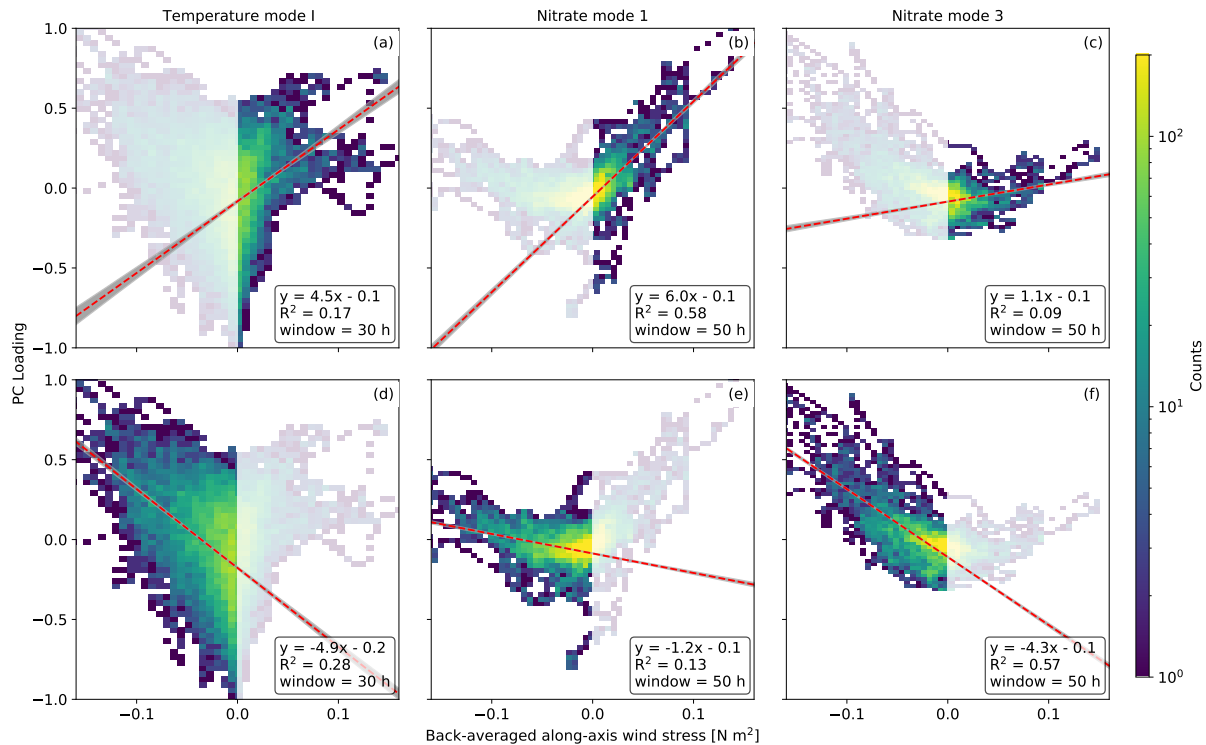 Temperature mode I
Nitrate mode 1
Nitrate mode 3
1.0
0.5
0.0
−0.5
−1.0
(a)
y = 4.5x - 0.1
R² = 0.17
window = 30 h
(b)
y = 6.0x - 0.1
R² = 0.58
window = 50 h
(c)
y = 1.1x - 0.1
R² = 0.09
window = 50 h
PC Loading
1.0
0.5
0.0
−0.5
−1.0
(d)
y = -4.9x - 0.2
R² = 0.28
window = 30 h
(e)
y = -1.2x - 0.1
R² = 0.13
window = 50 h
(f)
y = -4.3x - 0.1
R² = 0.57
window = 50 h
−0.1 0.0 0.1
−0.1 0.0 0.1
−0.1 0.0 0.1
Back-averaged along-axis wind stress [N m²]
10²
10¹
10⁰
Counts